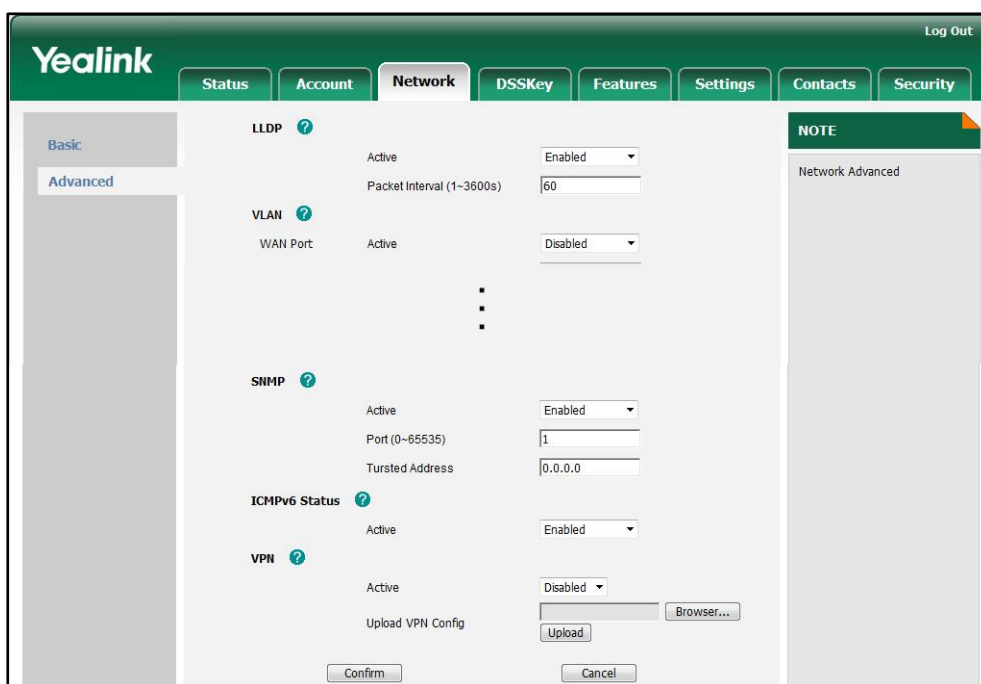 Log Out
Yealink
Status Account Network DSSKey Features Settings Contacts Security
Basic
Advanced
LLDP ?
Active Enabled
Packet Interval (1~3600s) 60
VLAN ?
WAN Port Active Disabled
SNMP ?
Active Enabled
Port (0~65535) 1
Tursted Address 0.0.0.0
ICMPv6 Status ?
Active Enabled
VPN ?
Active Disabled
Upload VPN Config Browser...
Upload
Confirm Cancel
NOTE
Network Advanced